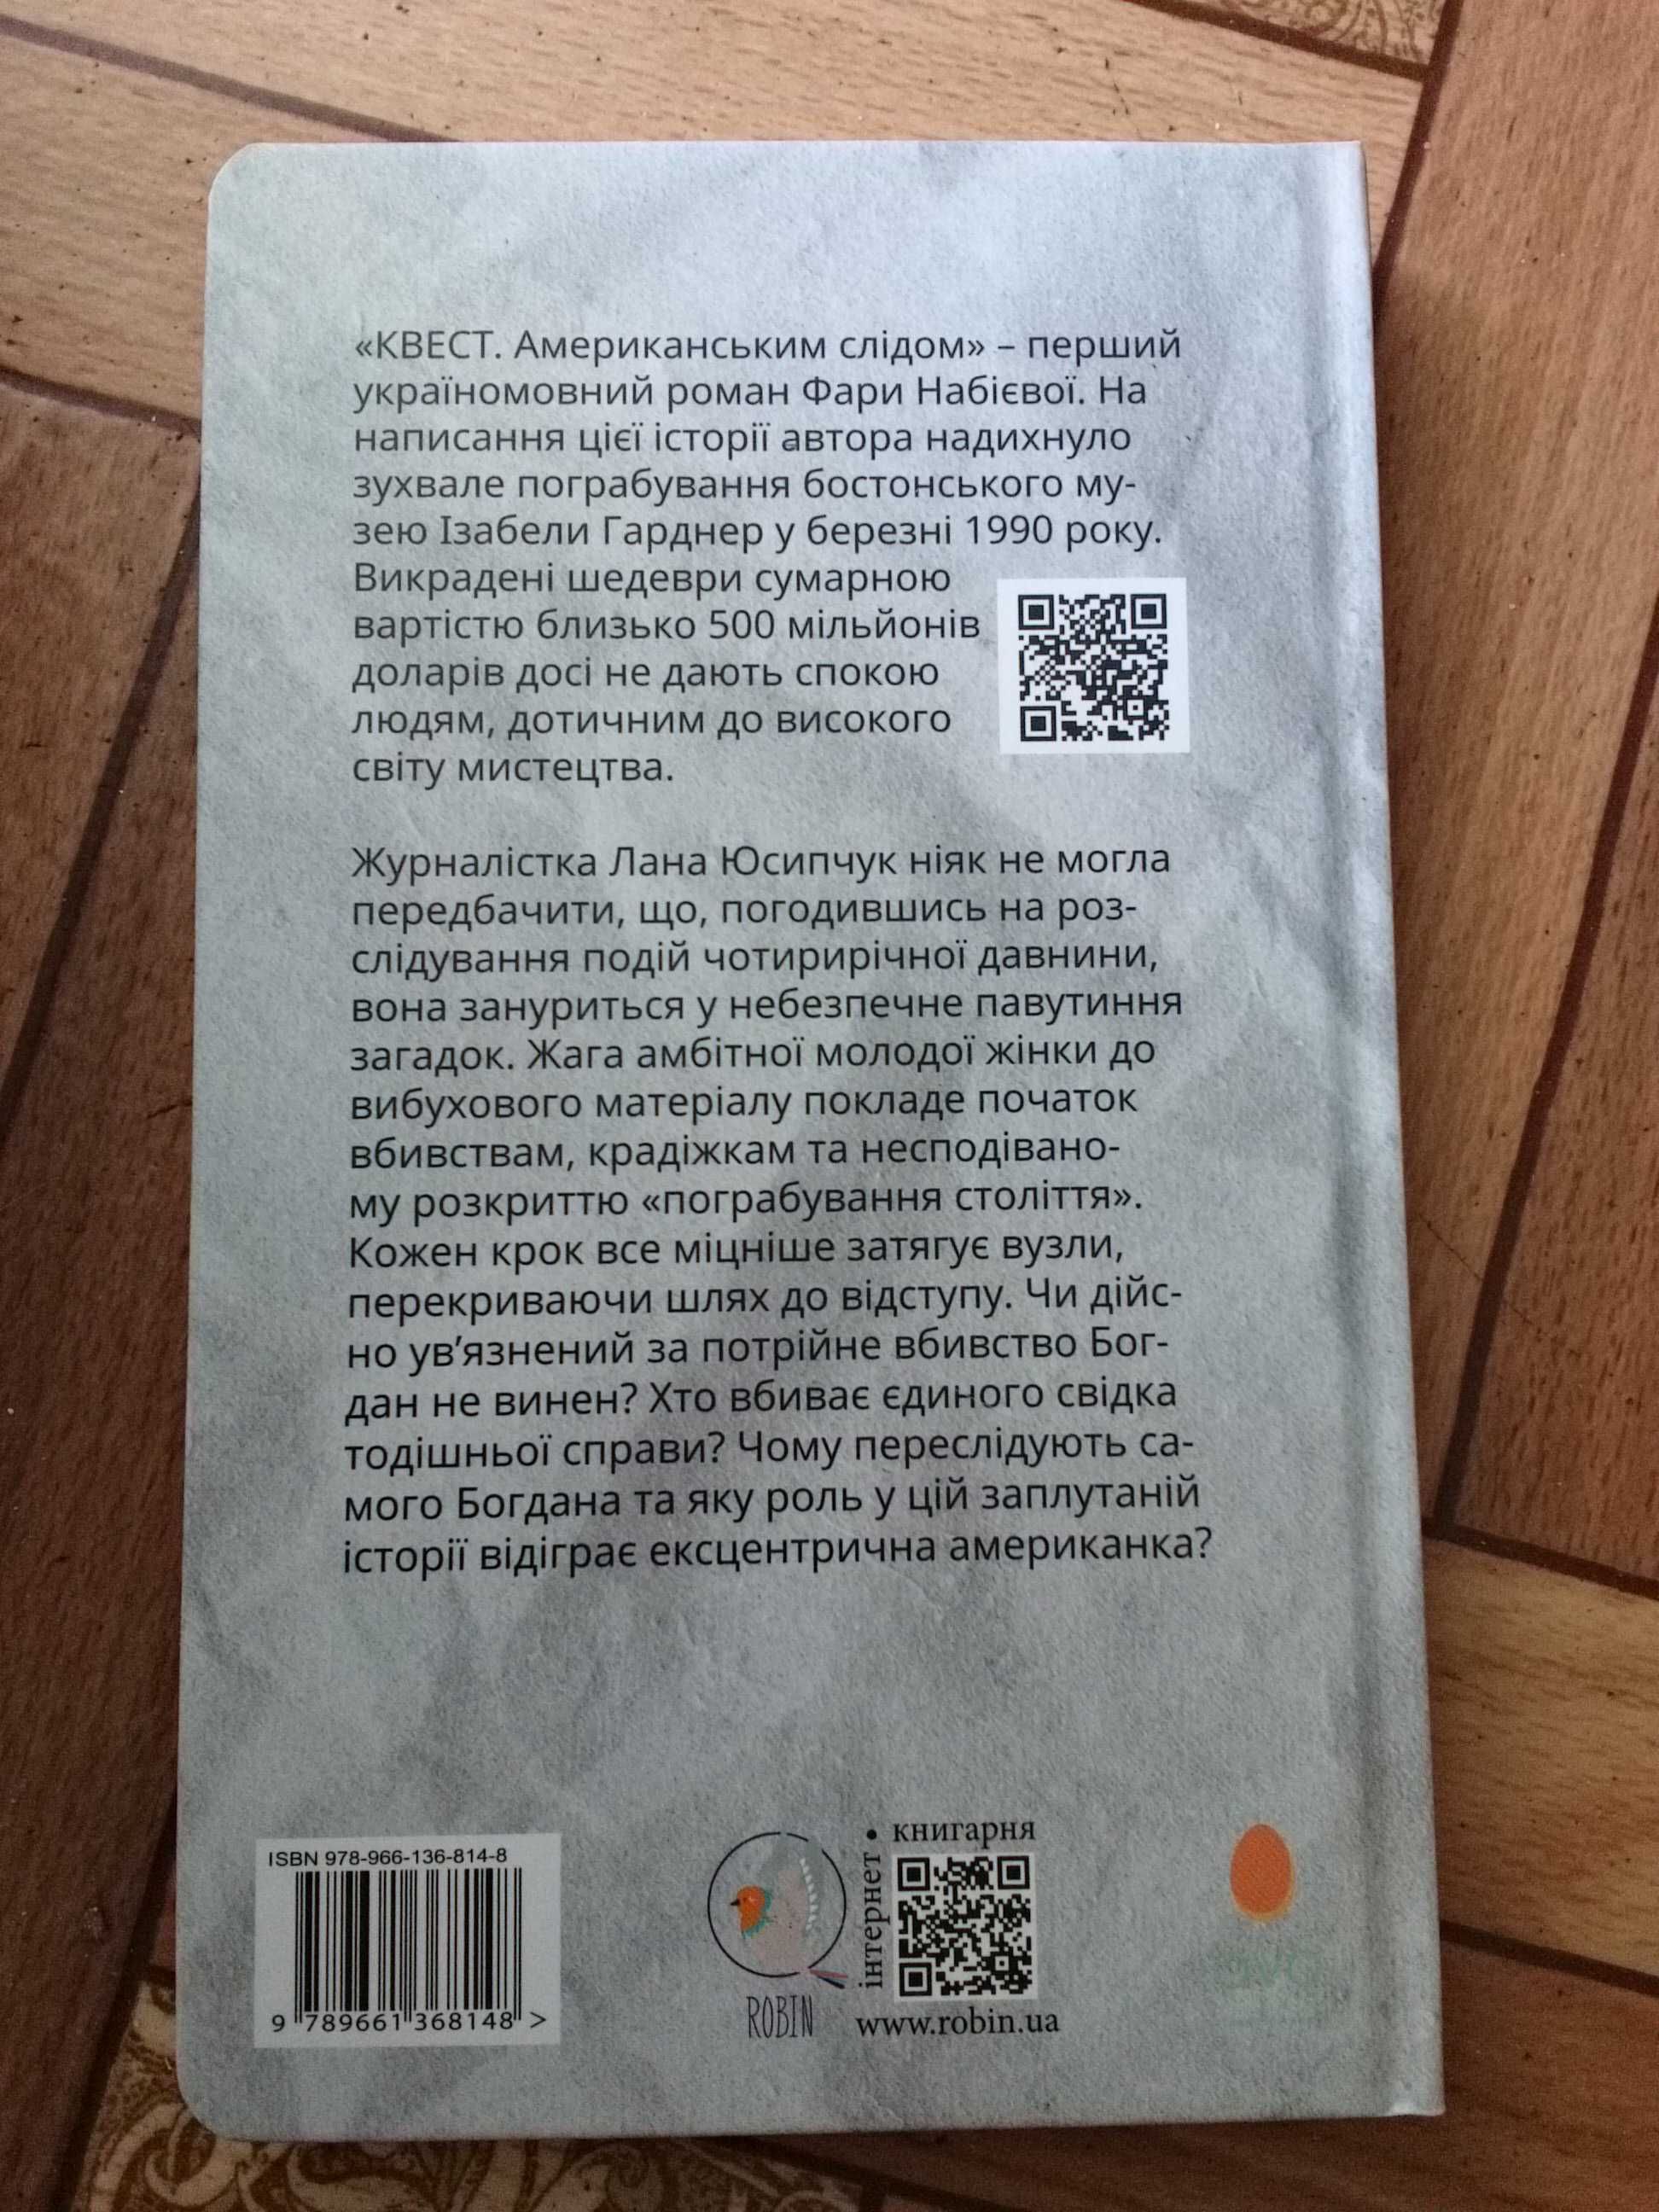 «КВЕСТ. Американським слідом» – перший
україномовний роман Фари Набієвої. На
написання цієї історії автора надихнуло
зухвале пограбування бостонського му-
зею Ізабели Гарднер у березні 1990 року.
Викрадені шедеври сумарною
вартістю близько 500 мільйонів
доларів досі не дають спокою
людям, дотичним до високого
світу мистецтва.
Журналістка Лана Юсипчук ніяк не могла
передбачити, що, погодившись на роз-
слідування подій чотирирічної давнини,
вона зануриться у небезпечне павутиння
загадок. Жага амбітної молодої жінки до
вибухового матеріалу покладе початок
вбивствам, крадіжкам та несподівано-
му розкриттю «пограбування століття».
Кожен крок все міцніше затягує вузли,
перекриваючи шлях до відступу. Чи дійс-
но ув’язнений за потрійне вбивство Бог-
дан не винен? Хто вбиває єдиного свідка
тодішньої справи? Чому переслідують са-
мого Богдана та яку роль у цій заплутаній
історії відіграє ексцентрична американка?
ISBN 978-966-136-814-8
9 789661 368148 >
ROBIN
інтернет • книгарня
www.robin.ua